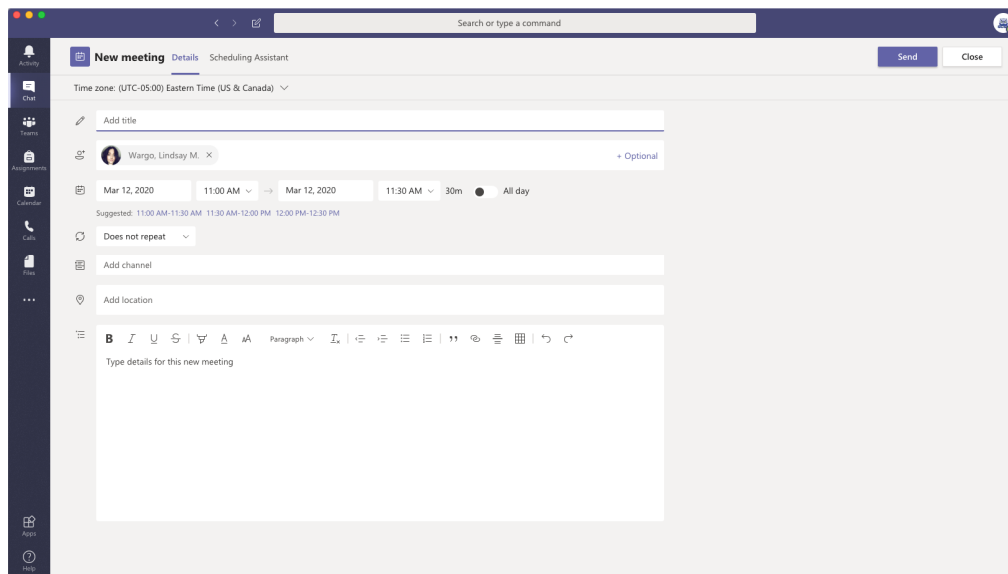 Search or type a command
Activity
Chat
Teams
Assignments
Calendar
Calls
Files
Apps
Help
New meeting Details Scheduling Assistant Send Close
Time zone: (UTC-05:00) Eastern Time (US & Canada)
Add title
Wargo, Lindsay M. × + Optional
Mar 12, 2020 11:00 AM → Mar 12, 2020 11:30 AM 30m All day
Suggested: 11:00 AM-11:30 AM 11:30 AM-12:00 PM 12:00 PM-12:30 PM
Does not repeat
Add channel
Add location
B I U S A AA Paragraph Ix
Type details for this new meeting